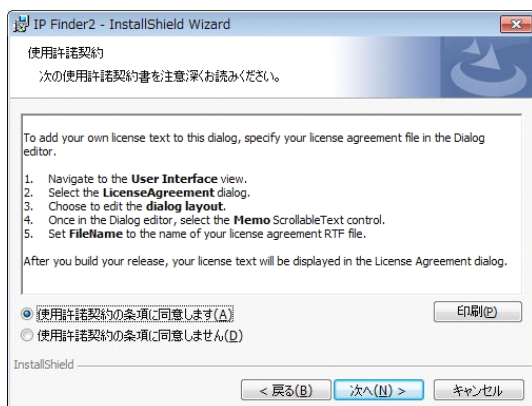 IP Finder2 - InstallShield Wizard
使用許諾契約
次の使用許諾契約書を注意深くお読みください。
To add your own license text to this dialog, specify your license agreement file in the Dialog
editor.
1. Navigate to the User Interface view.
2. Select the LicenseAgreement dialog.
3. Choose to edit the dialog layout.
4. Once in the Dialog editor, select the Memo ScrollableText control.
5. Set FileName to the name of your license agreement RTF file.
After you build your release, your license text will be displayed in the License Agreement dialog.
使用許諾契約の条項に同意します(A)
印刷(P)
使用許諾契約の条項に同意しません(D)
InstallShield
< 戻る(B)
次へ(N) >
キャンセル